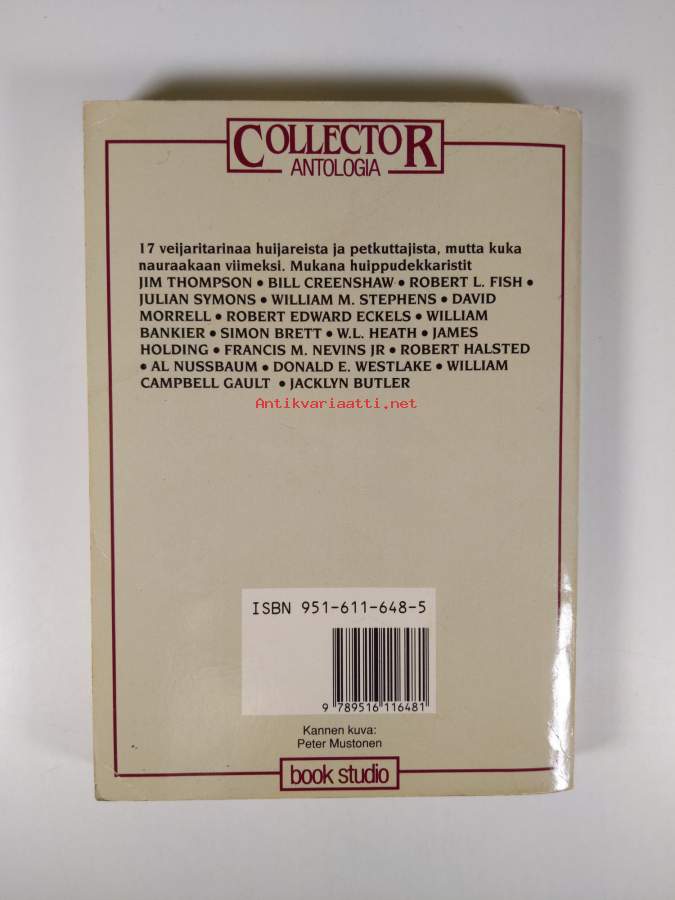 COLLECTOR
ANTOLOGIA
17 veijaritarinaa huijareista ja petkuttajista, mutta kuka
nauraakaan viimeksi. Mukana huippudekkaristit
JIM THOMPSON • BILL CREENSHAW • ROBERT L. FISH •
JULIAN SYMONS • WILLIAM M. STEPHENS • DAVID
MORRELL • ROBERT EDWARD ECKELS • WILLIAM
BANKIER • SIMON BRETT • W.L. HEATH • JAMES
HOLDING • FRANCIS M. NEVINS JR • ROBERT HALSTED
• AL NUSSBAUM • DONALD E. WESTLAKE • WILLIAM
CAMPBELL GAULT • JACKLYN BUTLER
Antikvariaatti.net
ISBN 951-611-648-5
9 789516 116481
Kannen kuva:
Peter Mustonen
book studio